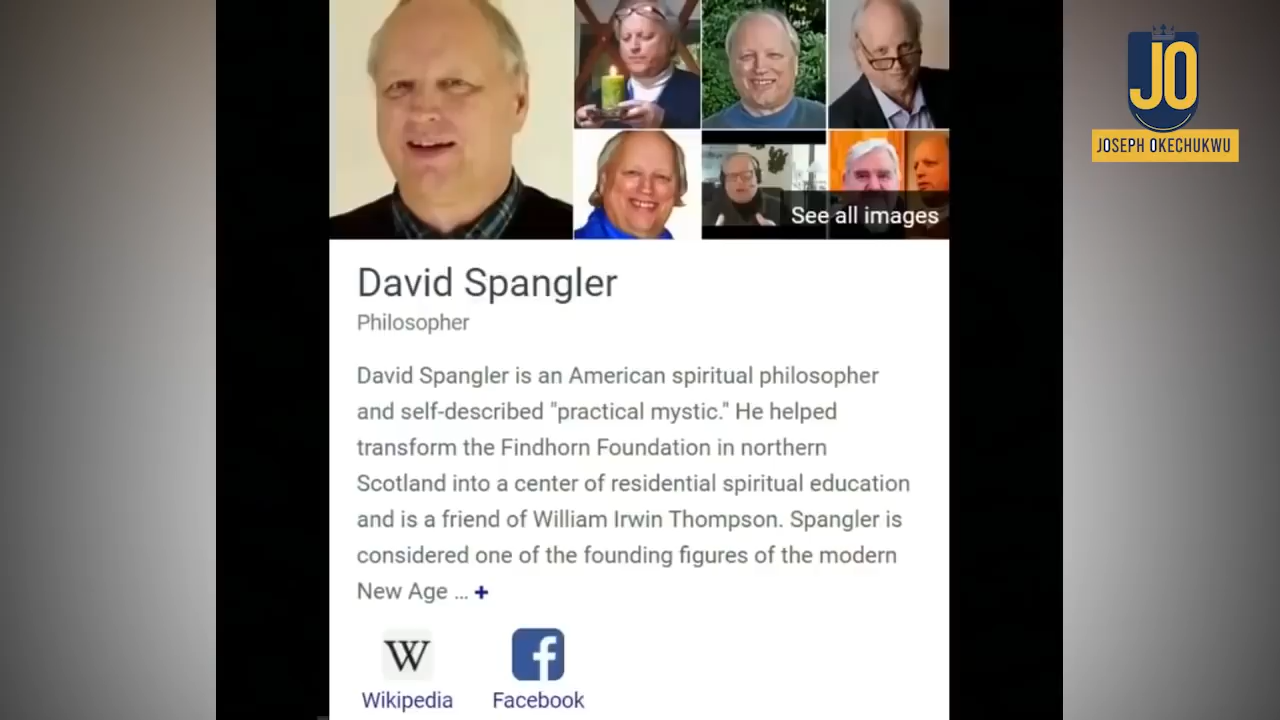 JO
JOSEPH OKECHUKWU
See all images
David Spangler
Philosopher
David Spangler is an American spiritual philosopher
and self-described "practical mystic." He helped
transform the Findhorn Foundation in northern
Scotland into a center of residential spiritual education
and is a friend of William Irwin Thompson. Spangler is
considered one of the founding figures of the modern
New Age ... +
W
f
Wikipedia
Facebook